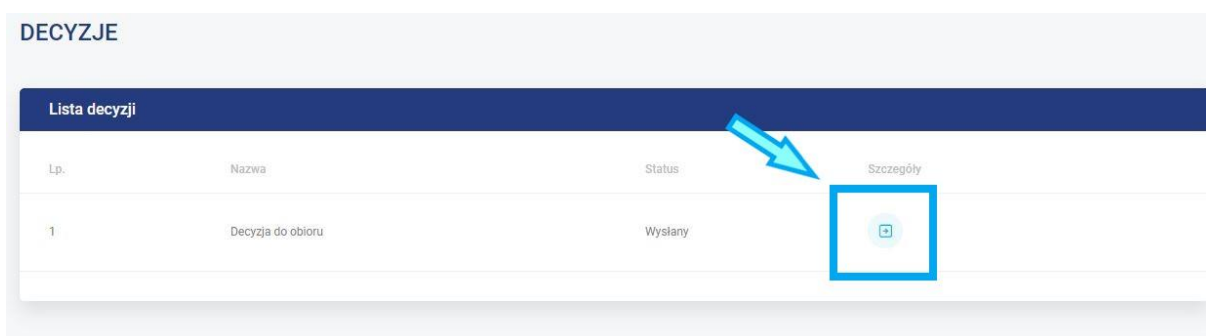 DECYZJE
Lista decyzji
Lp. Nazwa Status Szczegóły
1 Decyzja do obioru Wysłany